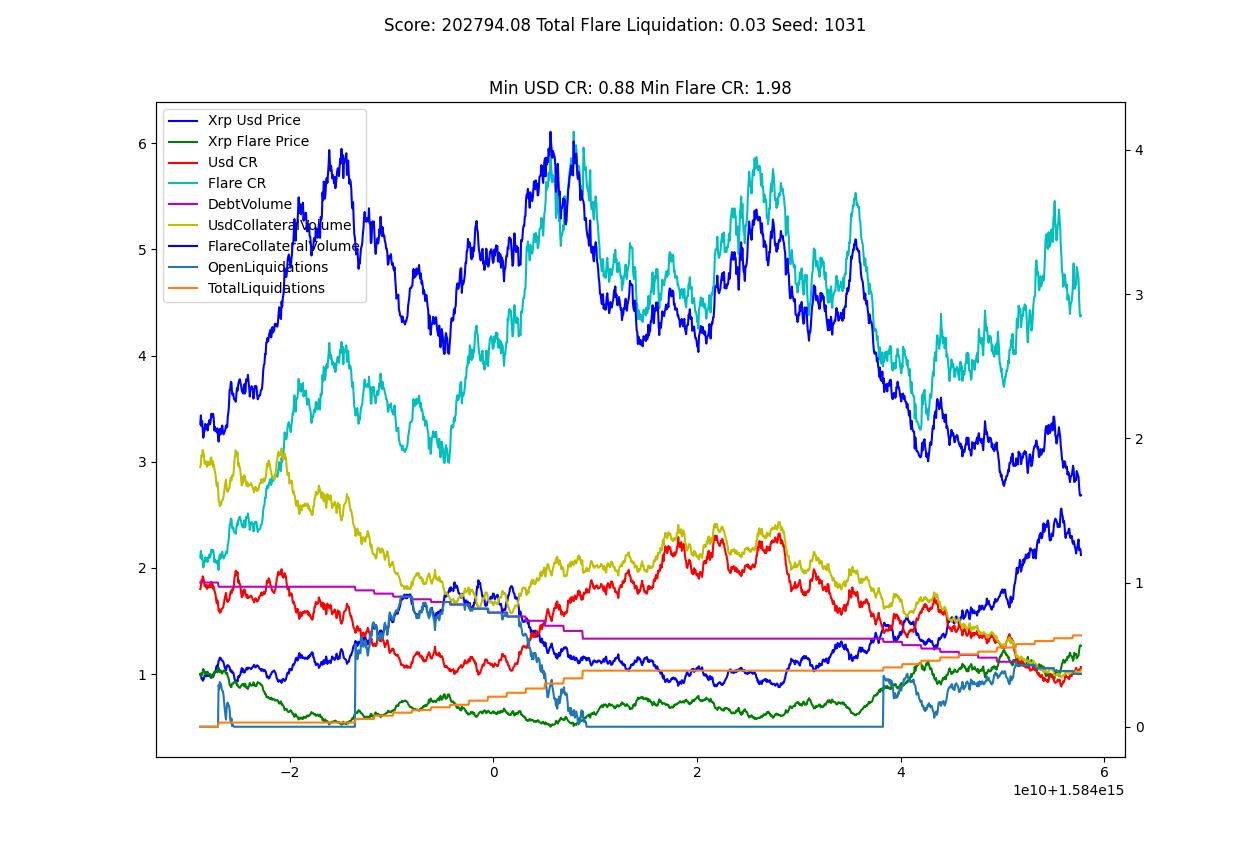 Score: 202794.08 Total Flare Liquidation: 0.03 Seed: 1031
Min USD CR: 0.88 Min Flare CR: 1.98
Xrp Usd Price
Xrp Flare Price
Usd CR
Flare CR
DebtVolume
UsdCollateralVolume
FlareCollateralVolume
OpenLiquidations
TotalLiquidations
6
5
4
3
2
1
4
3
2
1
0
−2
0
2
4
6
1e10+1.584e15